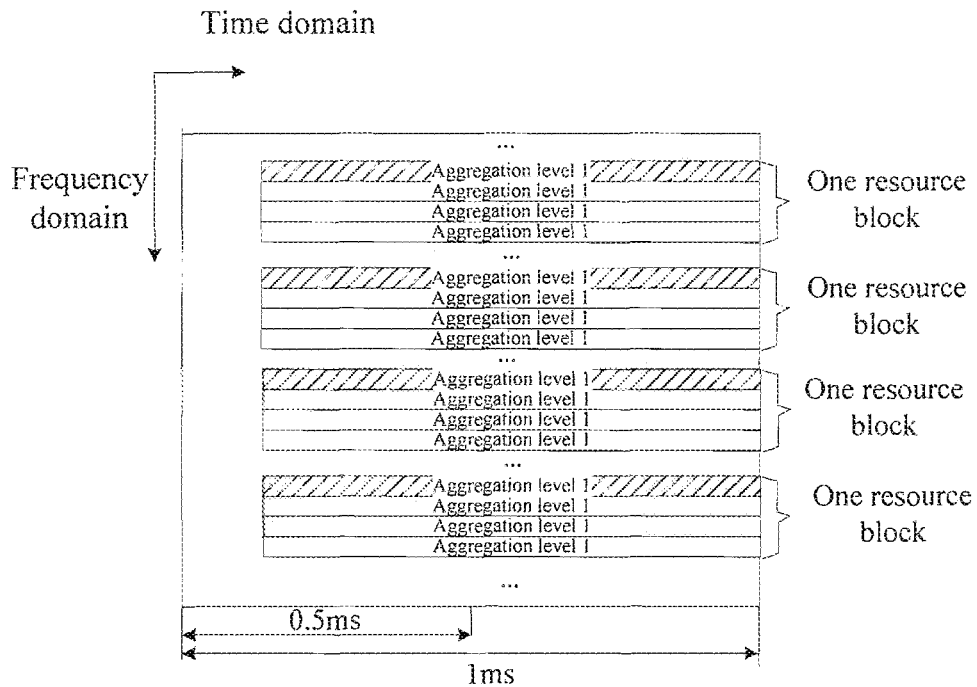 Time domain
Frequency
domain
...
Aggregation level 1
Aggregation level 1
Aggregation level 1
Aggregation level 1
One resource
block
...
Aggregation level 1
Aggregation level 1
Aggregation level 1
Aggregation level 1
One resource
block
...
Aggregation level 1
Aggregation level 1
Aggregation level 1
Aggregation level 1
One resource
block
...
Aggregation level 1
Aggregation level 1
Aggregation level 1
Aggregation level 1
One resource
block
...
0.5ms
1ms